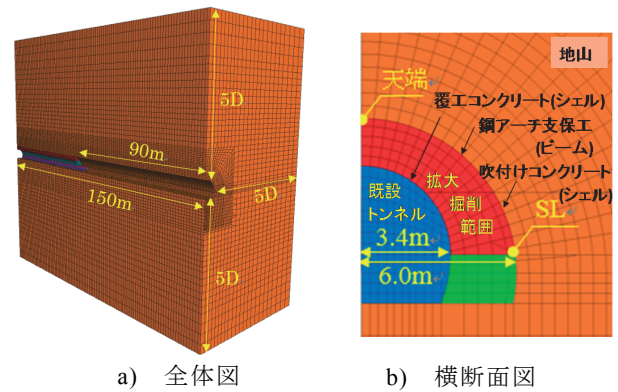 5D
90m
150m
5D
5D
a) 全体図
地山
天端
覆工コンクリート(シェル)
鋼アーチ支保工
(ビーム)
吹付けコンクリート
(シェル)
既設
トンネル
拡大
掘削
範囲
SL
3.4m
6.0m
b) 横断面図